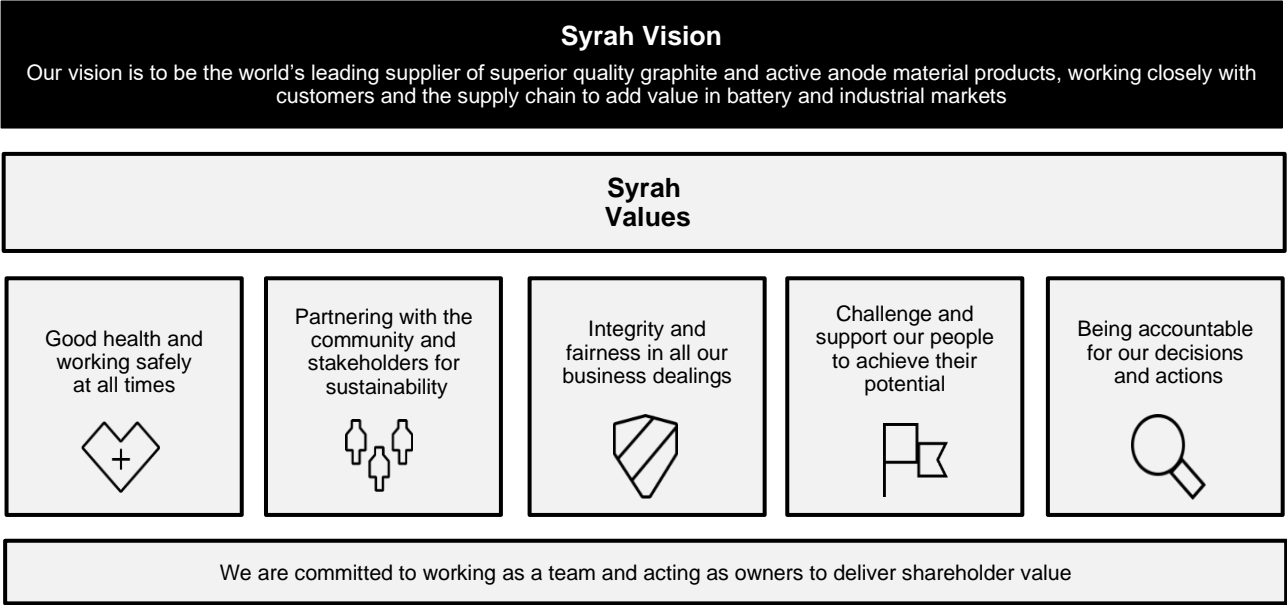 Syrah Vision
Our vision is to be the world’s leading supplier of superior quality graphite and active anode material products, working closely with
customers and the supply chain to add value in battery and industrial markets
Syrah
Values
Good health and
working safely
at all times
Partnering with the
community and
stakeholders for
sustainability
Integrity and
fairness in all our
business dealings
Challenge and
support our people
to achieve their
potential
Being accountable
for our decisions
and actions
We are committed to working as a team and acting as owners to deliver shareholder value